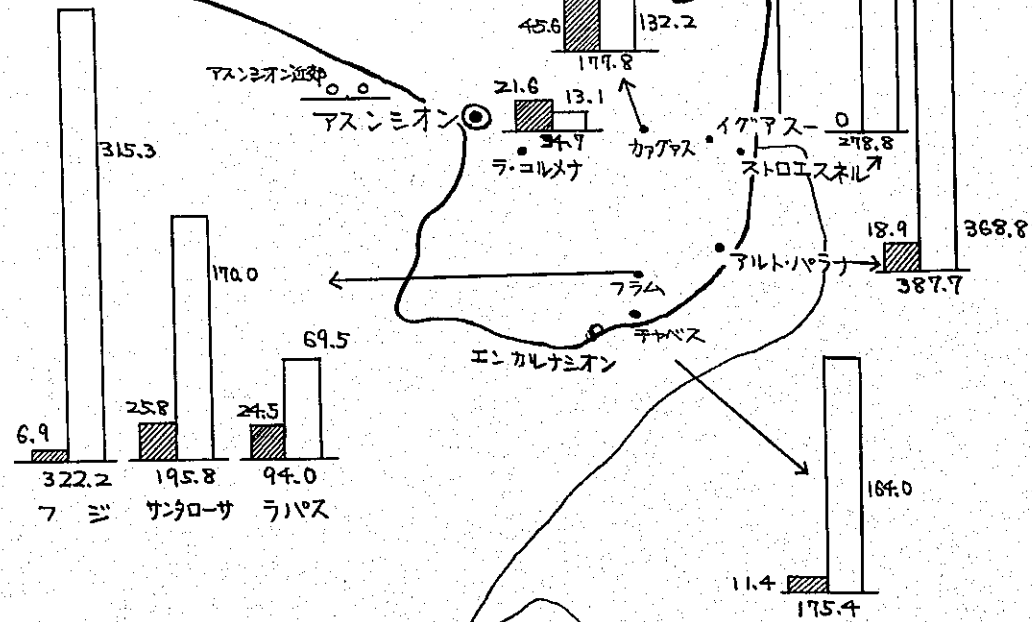 45.6
132.2
177.8
アスンシオン近郊
アスンシオン
21.6
13.1
34.7
ラ・コルメナ
カァグァス
イグアスー
0
278.8
ストロエスネル
315.3
170.0
フラム
アルト・パラナ
18.9
368.8
387.7
チャベス
エンカルナシオン
69.5
6.9
25.8
24.5
322.2
195.8
94.0
フジ
サンタローサ
ラパス
164.0
11.4
175.4